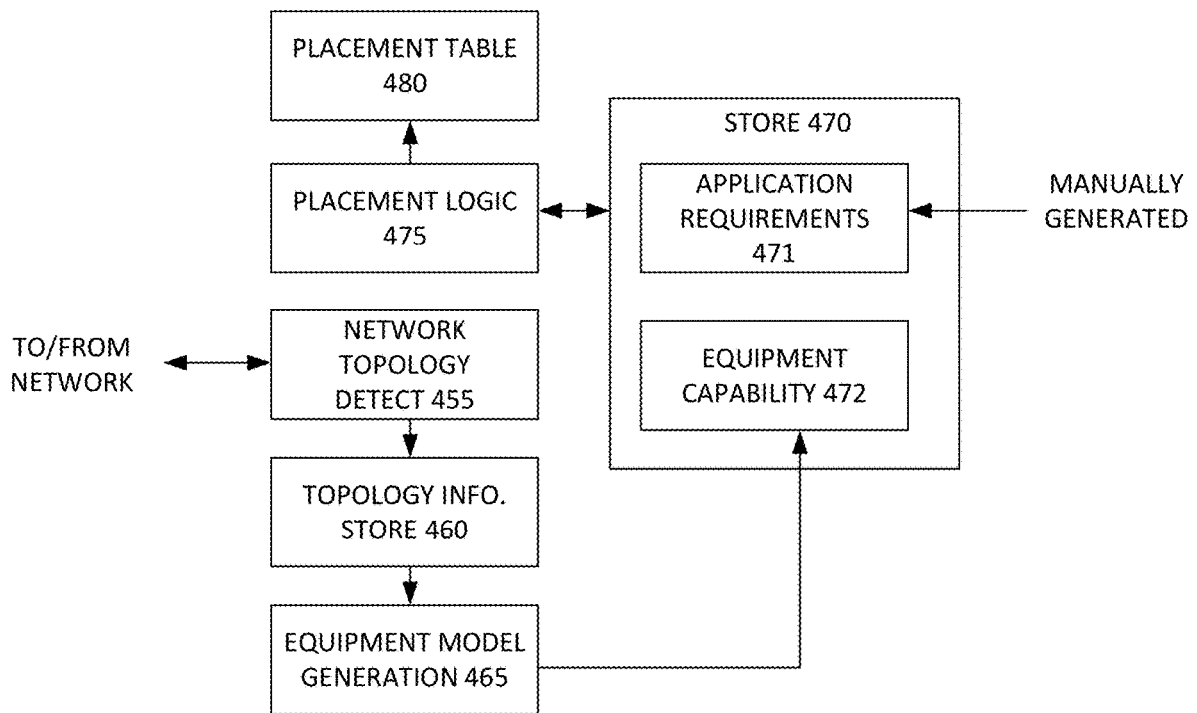 PLACEMENT TABLE
480
STORE 470
PLACEMENT LOGIC
475
APPLICATION
REQUIREMENTS
471
MANUALLY
GENERATED
TO/FROM
NETWORK
NETWORK
TOPOLOGY
DETECT 455
EQUIPMENT
CAPABILITY 472
TOPOLOGY INFO.
STORE 460
EQUIPMENT MODEL
GENERATION 465